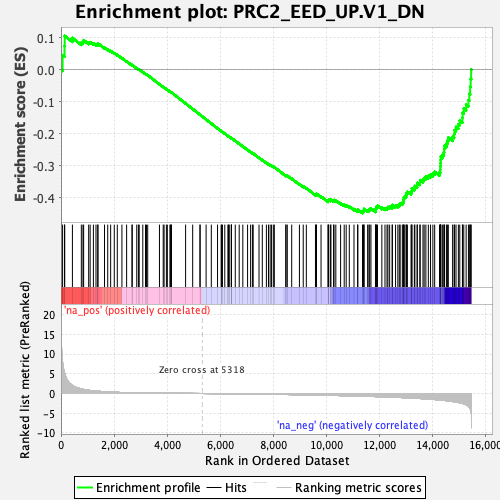 Enrichment plot: PRC2_EED_UP.V1_DN
Enrichment score (ES)
0.1
0.0
-0.1
-0.2
-0.3
-0.4
'na_pos' (positively correlated)
Ranked list metric (PreRanked)
20
15
10
5
0
-5
-10
Zero cross at 5318
'na_neg' (negatively correlated)
0
2,000
4,000
6,000
8,000
10,000
12,000
14,000
16,000
Rank in Ordered Dataset
Enrichment profile
Hits
Ranking metric scores